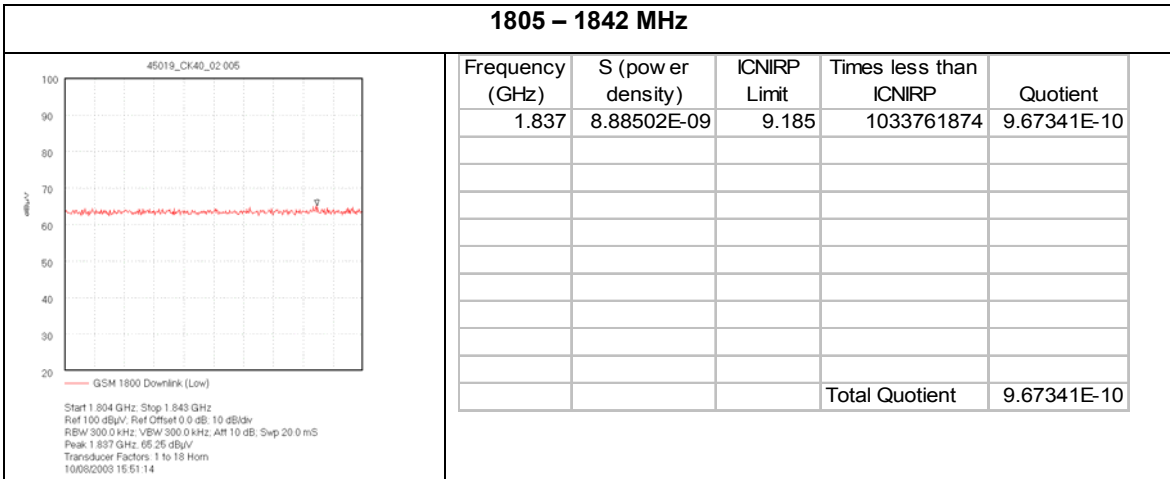 1805 – 1842 MHz
45019_CK40_02 005
100
90
80
70
60
50
40
30
20
dBµV
GSM 1800 Downlink (Low)
Start 1.804 GHz; Stop 1.843 GHz
Ref 100 dBµV; Ref Offset 0.0 dB; 10 dB/div
RBW 300.0 kHz; VBW 300.0 kHz; Att 10 dB; Swp 20.0 mS
Peak 1.837 GHz, 65.25 dBµV
Transducer Factors: 1 to 18 Horn
10/08/2003 15:51:14
Frequency (GHz) S (power density) ICNIRP Limit Times less than ICNIRP Quotient
1.837 8.88502E-09 9.185 1033761874 9.67341E-10
Total Quotient 9.67341E-10